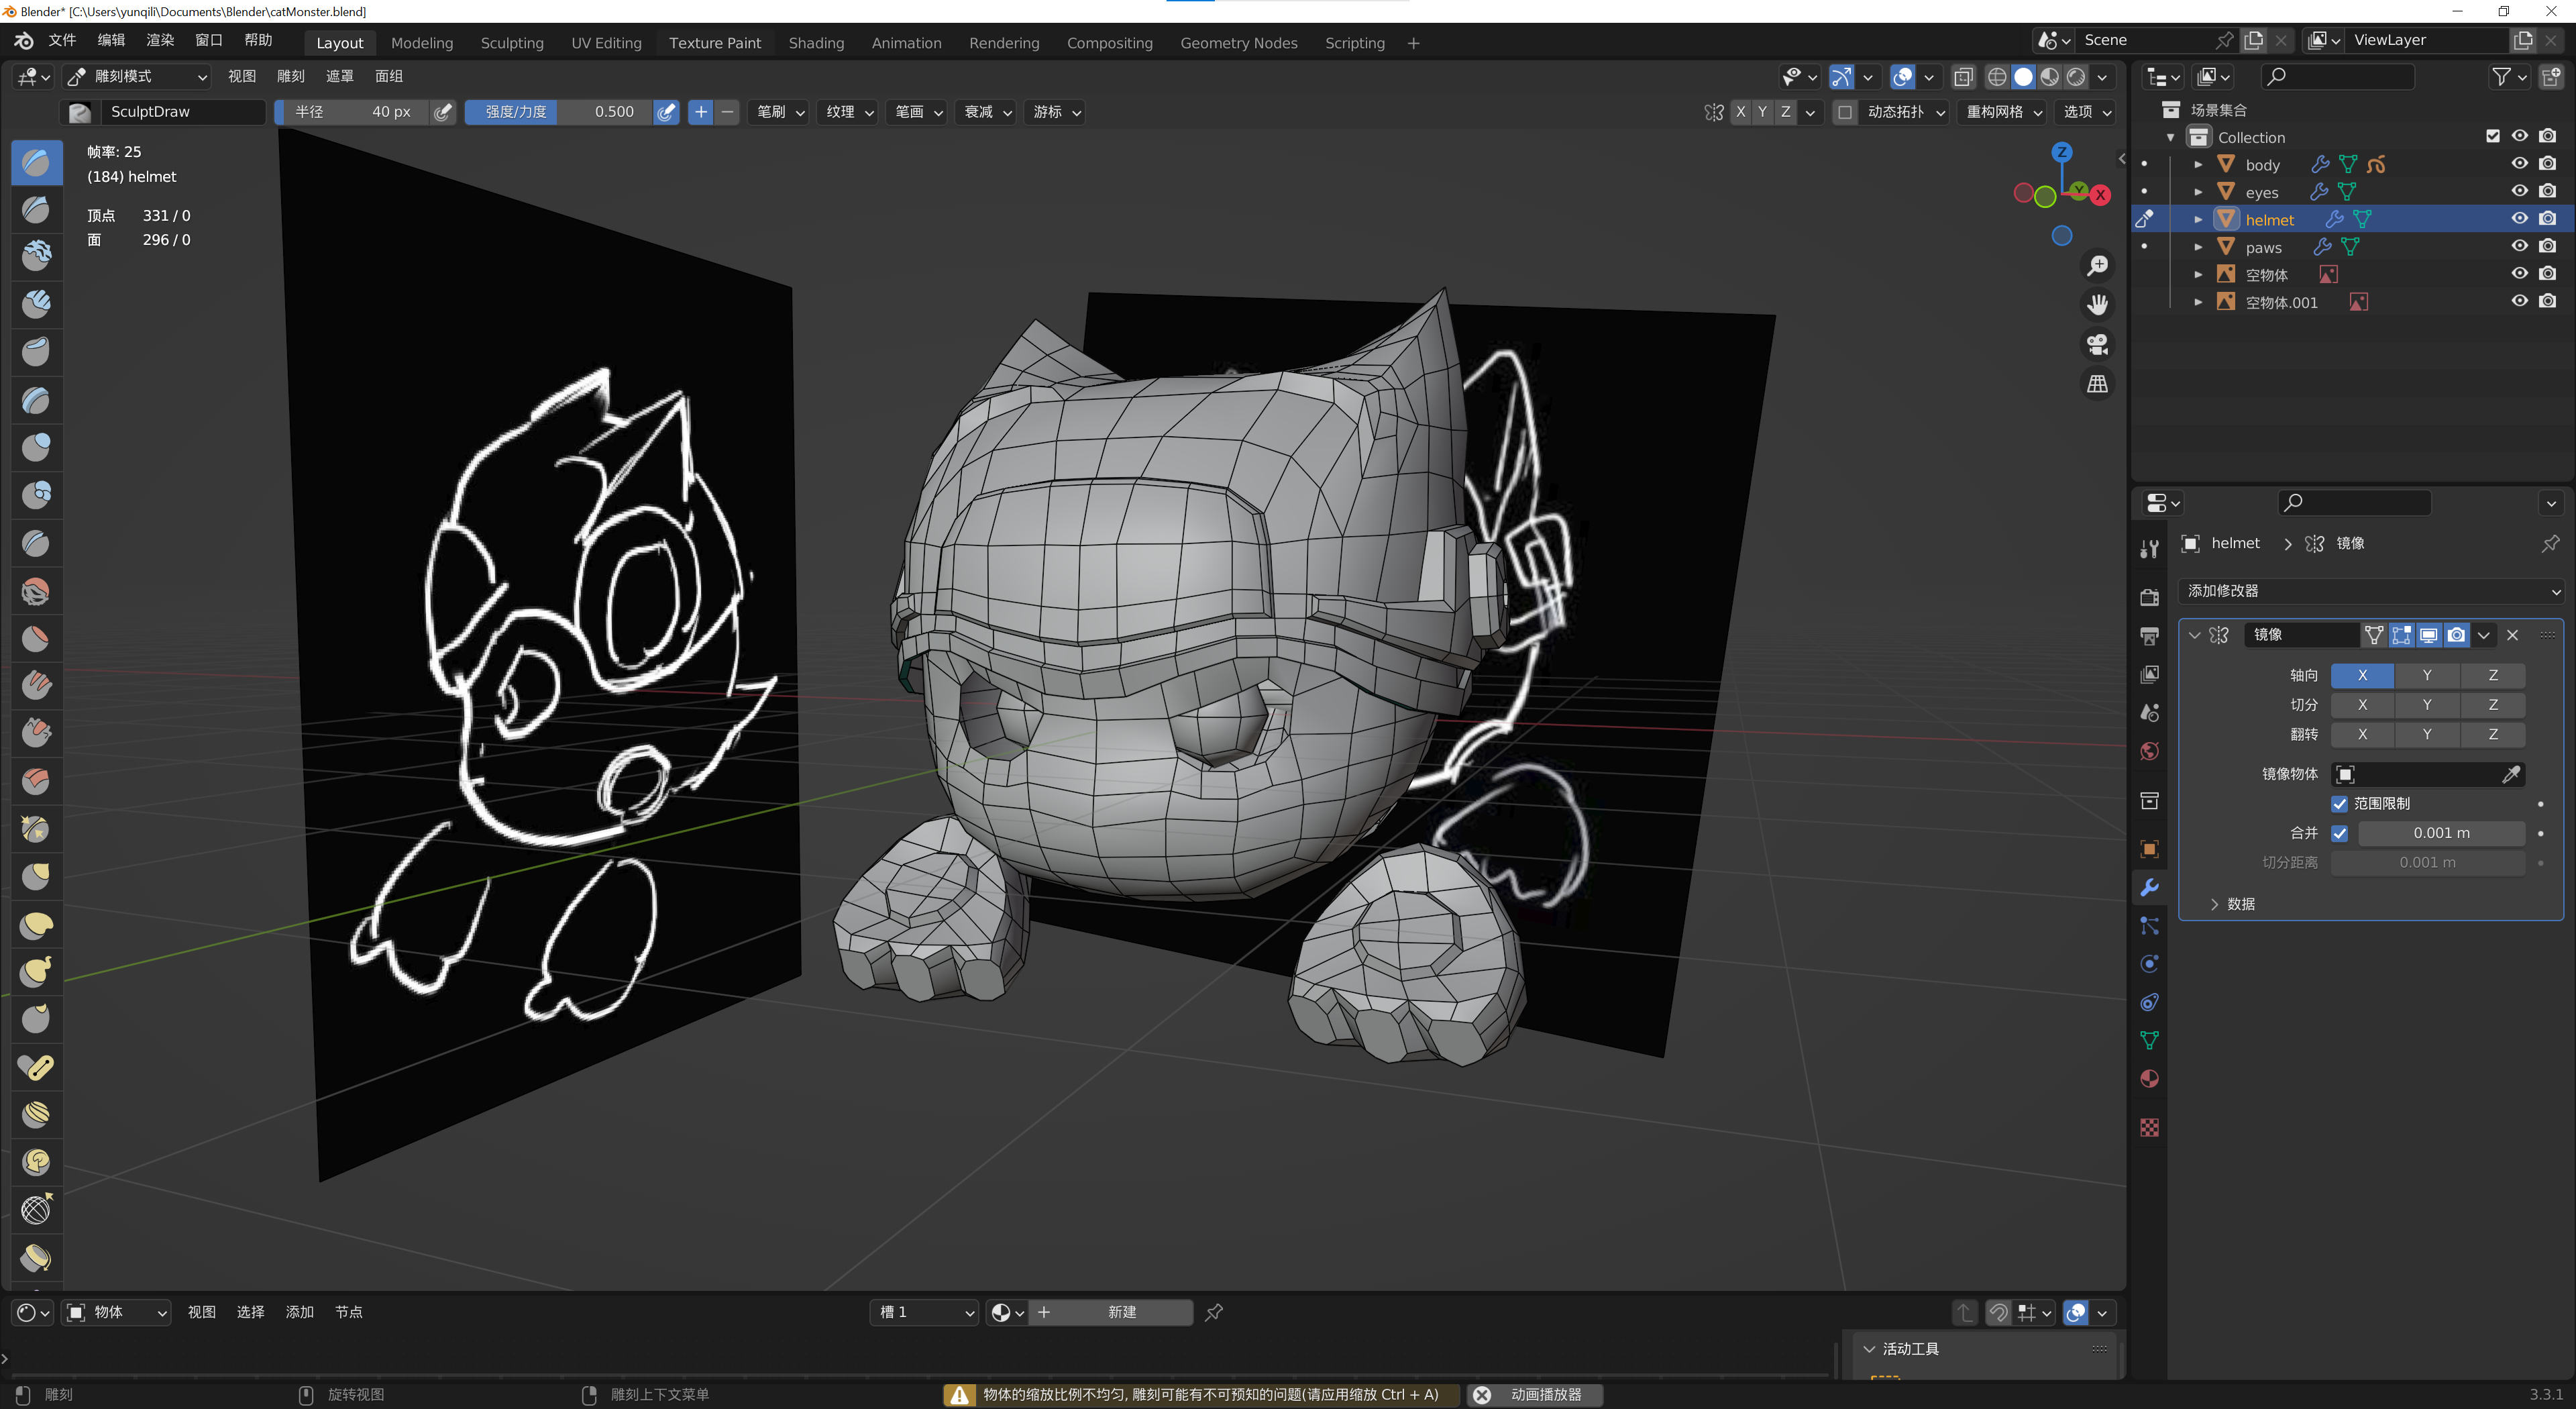 Blender* [C:\Users\yunqili\Documents\Blender\catMonster.blend]
文件 编辑 渲染 窗口 帮助 Layout Modeling Sculpting UV Editing Texture Paint Shading Animation Rendering Compositing Geometry Nodes Scripting + Scene ViewLayer
雕刻模式 视图 雕刻 遮罩 面组
SculptDraw 半径 40 px 强度/力度 0.500 + − 笔刷 纹理 笔画 衰减 游标 X Y Z 动态拓扑 重构网格 选项
帧率: 25
(184) helmet
顶点 331 / 0
面 296 / 0
Z
Y
X
场景集合
Collection
body
eyes
helmet
paws
空物体
空物体.001
helmet 镜像
添加修改器
镜像
轴向 X Y Z
切分 X Y Z
翻转 X Y Z
镜像物体
范围限制
合并 0.001 m
切分距离 0.001 m
数据
物体 视图 选择 添加 节点 槽 1 + 新建
活动工具
雕刻 旋转视图 雕刻上下文菜单 物体的缩放比例不均匀, 雕刻可能有不可预知的问题(请应用缩放 Ctrl + A) 动画播放器 3.3.1